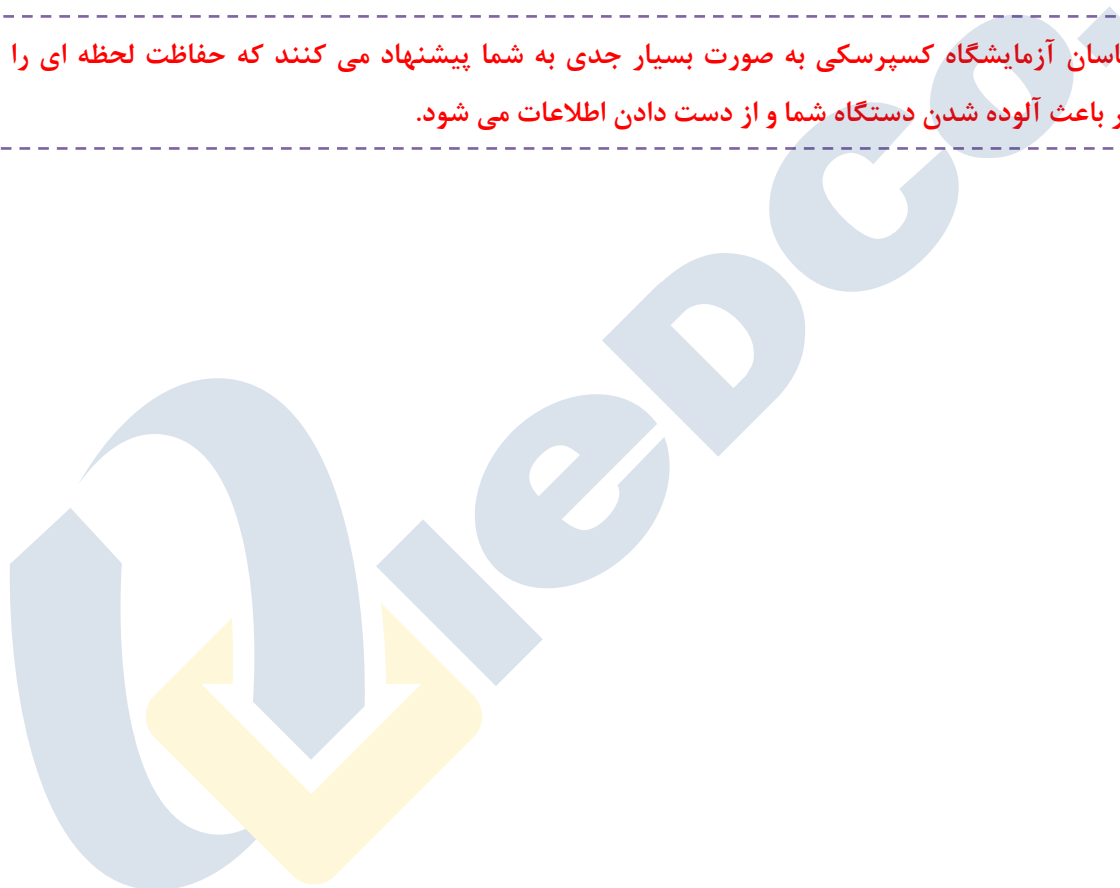 آزمایشگاه کسپرسکی به صورت بسیار جدی به شما پیشنهاد می کنند که حفاظت لحظه ای را
باعث آلوده شدن دستگاه شما و از دست دادن اطلاعات می شود.